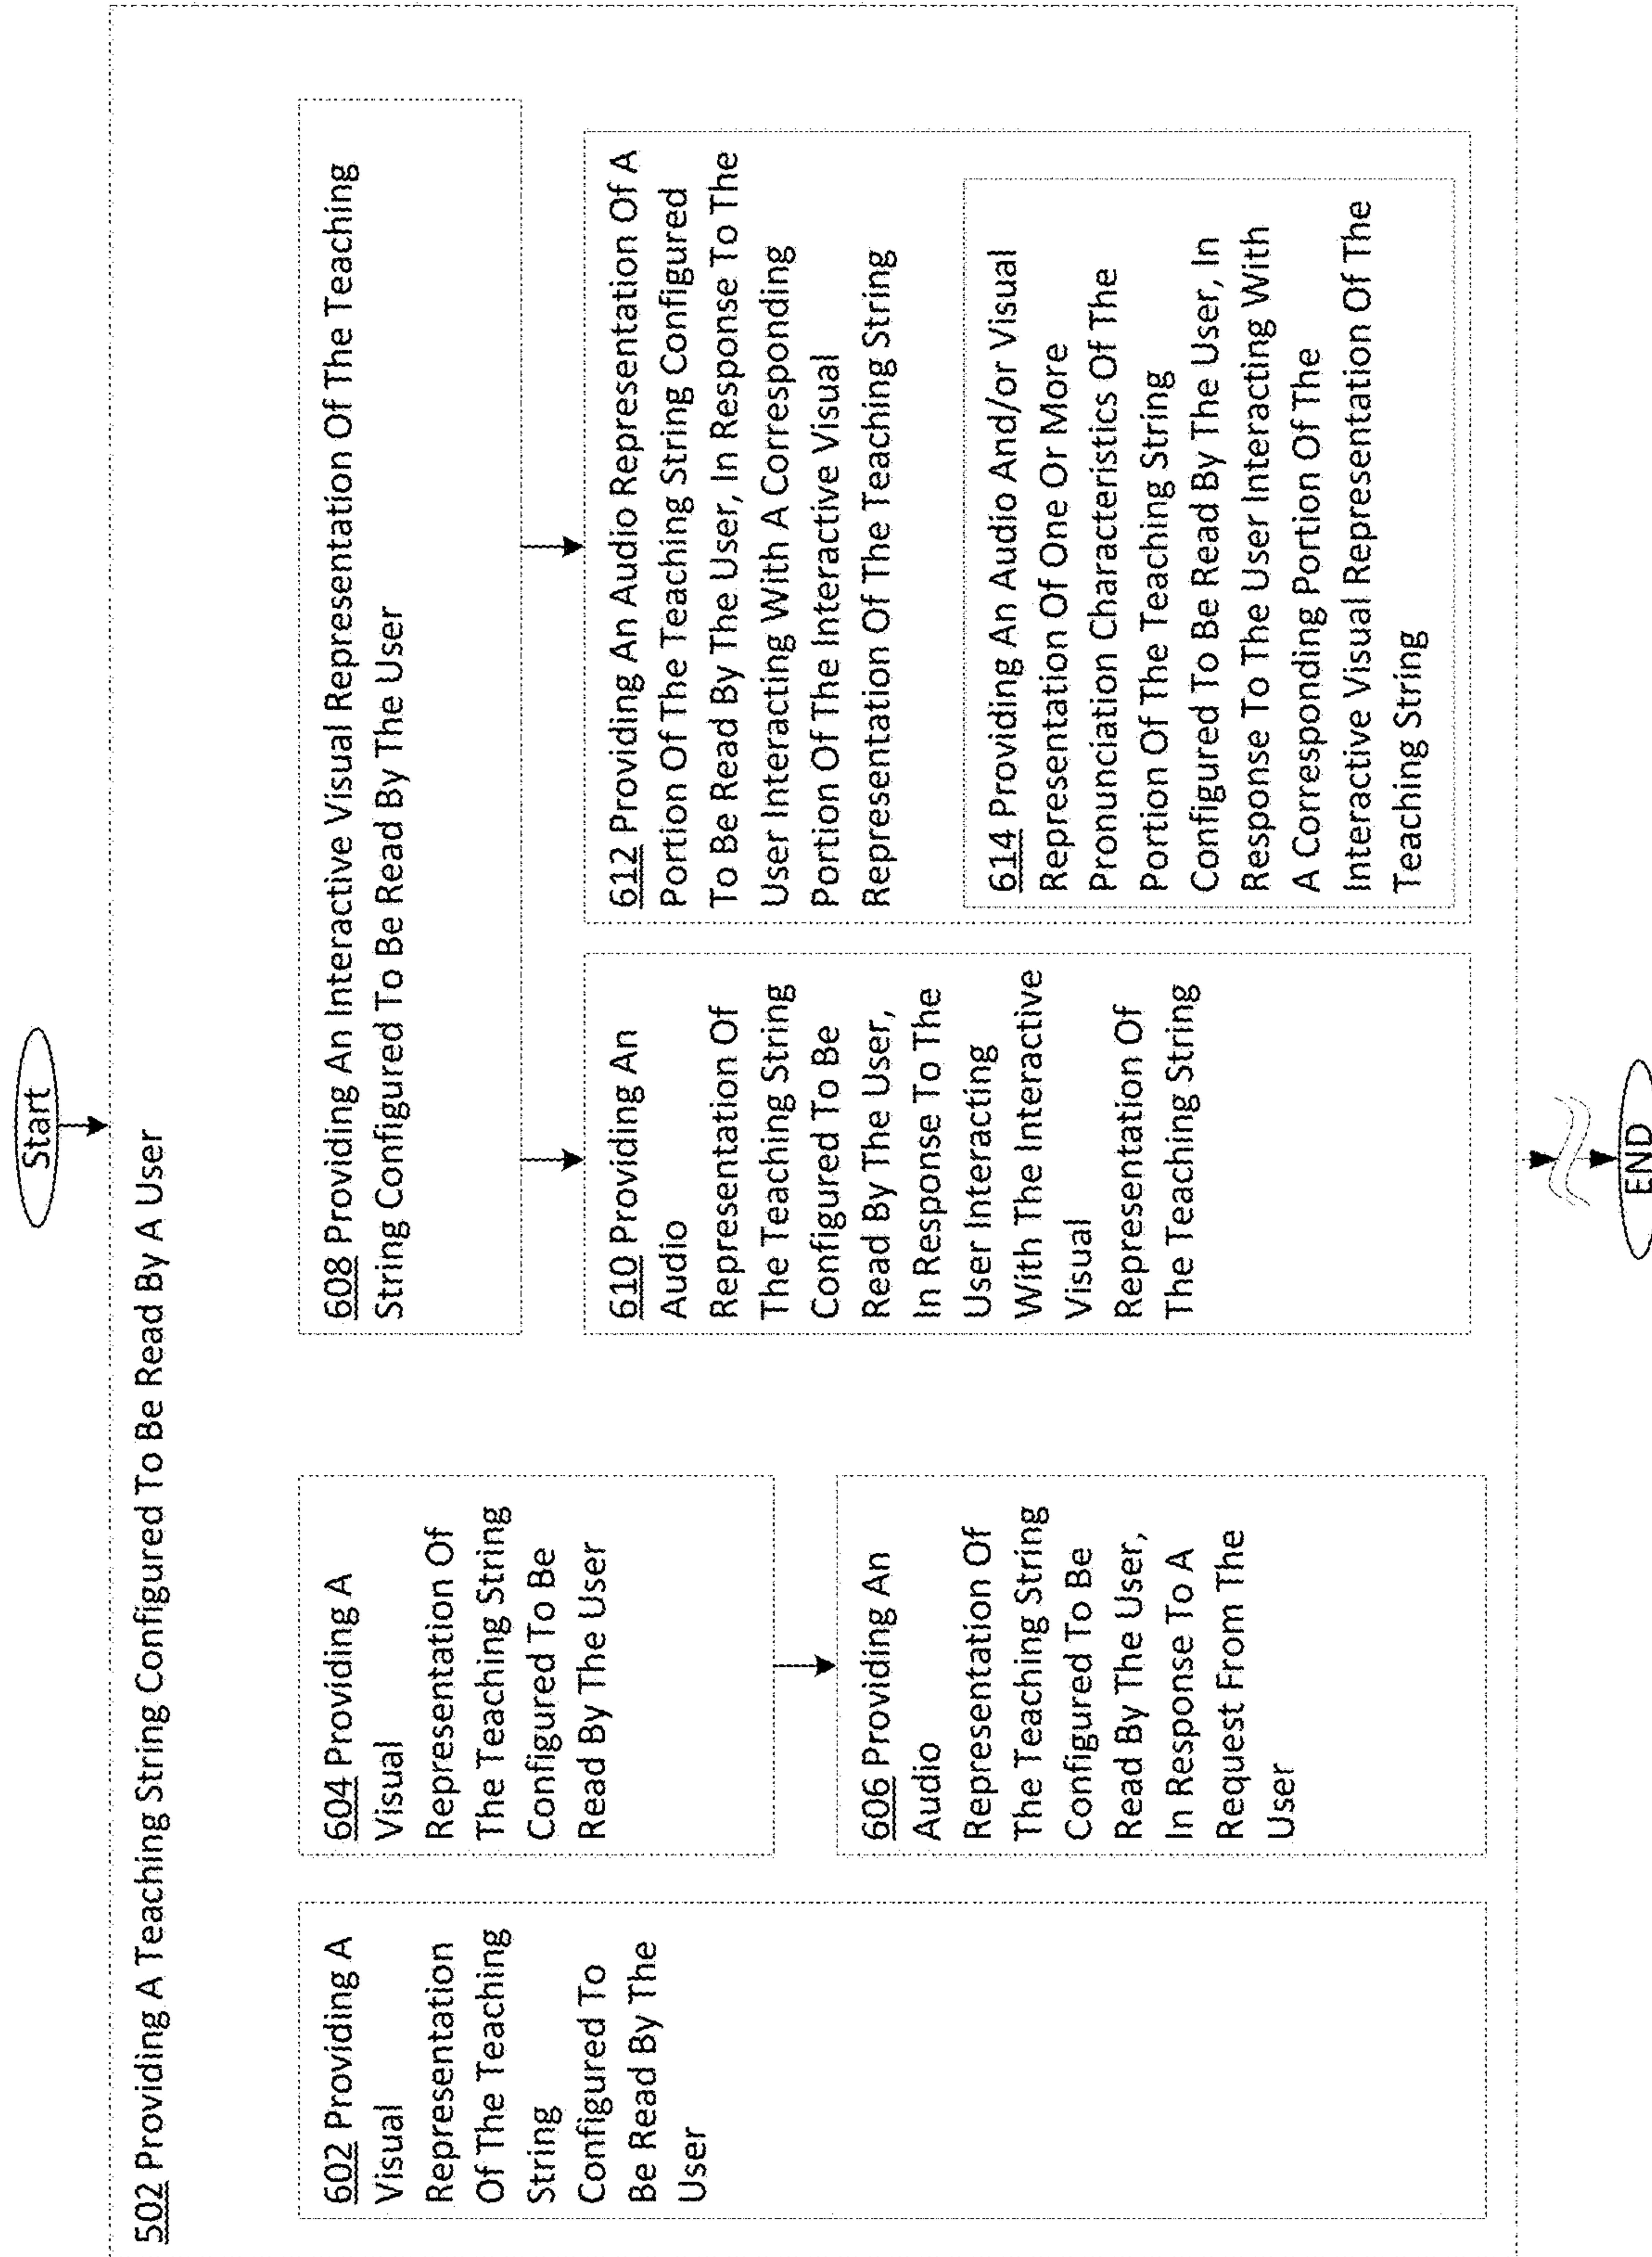 Start
502 Providing A Teaching String Configured To Be Read By A User
602 Providing A
Visual
Representation
Of The Teaching
String
Configured To
Be Read By The
User
604 Providing A
Visual
Representation Of
The Teaching String
Configured To Be
Read By The User
606 Providing An
Audio
Representation Of
The Teaching String
Configured To Be
Read By The User,
In Response To A
Request From The
User
608 Providing An Interactive Visual Representation Of The Teaching
String Configured To Be Read By The User
610 Providing An
Audio
Representation Of
The Teaching String
Configured To Be
Read By The User,
In Response To The
User Interacting
With The Interactive
Visual
Representation Of
The Teaching String
612 Providing An Audio Representation Of A
Portion Of The Teaching String Configured
To Be Read By The User, In Response To The
User Interacting With A Corresponding
Portion Of The Interactive Visual
Representation Of The Teaching String
614 Providing An Audio And/or Visual
Representation Of One Or More
Pronunciation Characteristics Of The
Portion Of The Teaching String
Configured To Be Read By The User, In
Response To The User Interacting With
A Corresponding Portion Of The
Interactive Visual Representation Of The
Teaching String
END